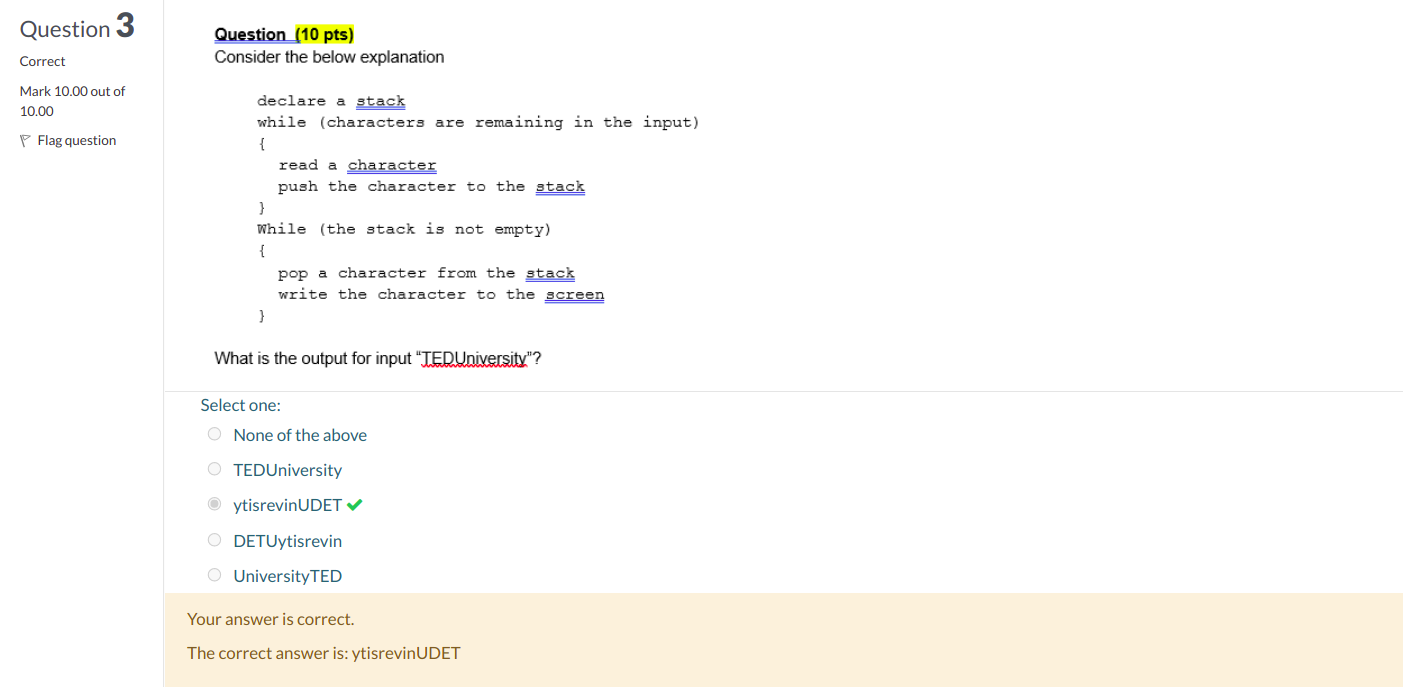 Question 3
Correct
Mark 10.00 out of
10.00
Flag question
Question (10 pts)
Consider the below explanation
declare a stack
while (characters are remaining in the input)
{
read a character
push the character to the stack
}
While (the stack is not empty)
{
pop a character from the stack
write the character to the screen
}
What is the output for input “TEDUniversity”?
Select one:
None of the above
TEDUniversity
ytisrevinUDET
DETUytisrevin
UniversityTED
Your answer is correct.
The correct answer is: ytisrevinUDET